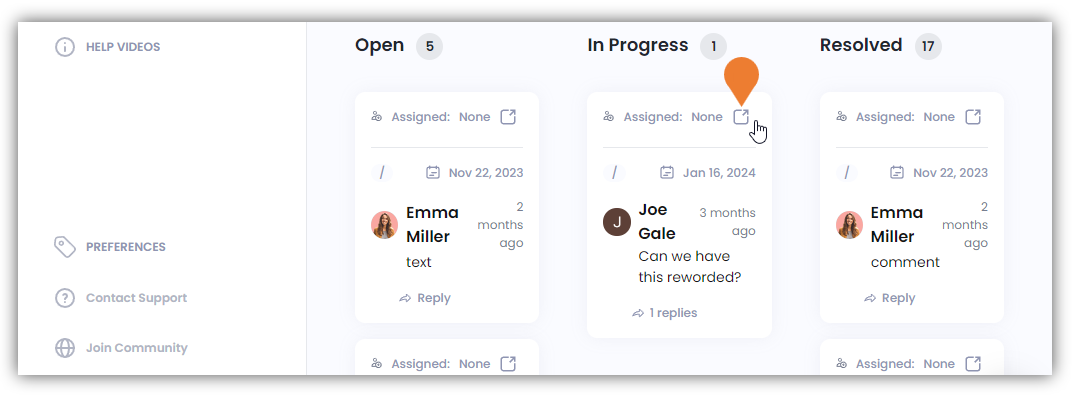 HELP VIDEOS
PREFERENCES
Contact Support
Join Community
Open 5
Assigned: None
/ Nov 22, 2023
Emma Miller
2 months ago
text
Reply
Assigned: None
In Progress 1
Assigned: None
/ Jan 16, 2024
J
Joe Gale
3 months ago
Can we have
this reworded?
1 replies
Resolved 17
Assigned: None
/ Nov 22, 2023
Emma Miller
2 months ago
comment
Reply
Assigned: None